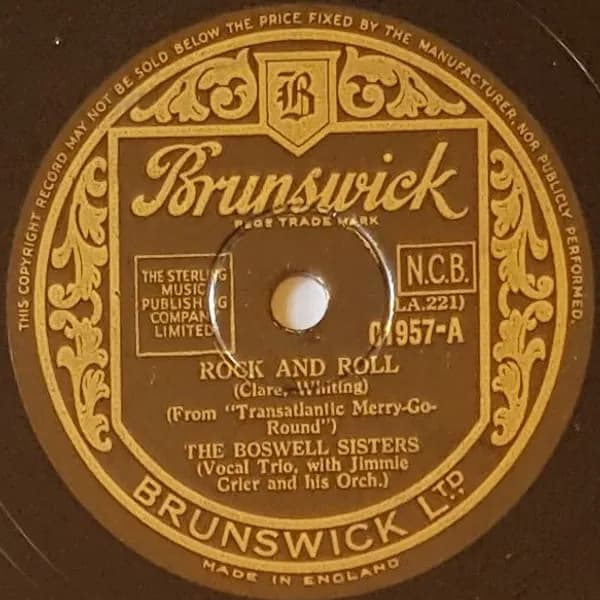 THIS COPYRIGHT RECORD MAY NOT BE SOLD BELOW THE PRICE FIXED BY THE MANUFACTURER, NOR PUBLICLY PERFORMED.
B
Brunswick
REGE TRADE MARK
THE STERLING
MUSIC
PUBLISHING
COMPANY
LIMITED
N.C.B.
(LA.221)
01957-A
ROCK AND ROLL
(Clare, Whiting)
(From "Transatlantic Merry-Go-
Round")
THE BOSWELL SISTERS
(Vocal Trio, with Jimmie
Grier and his Orch.)
BRUNSWICK LTD.,
MADE IN ENGLAND